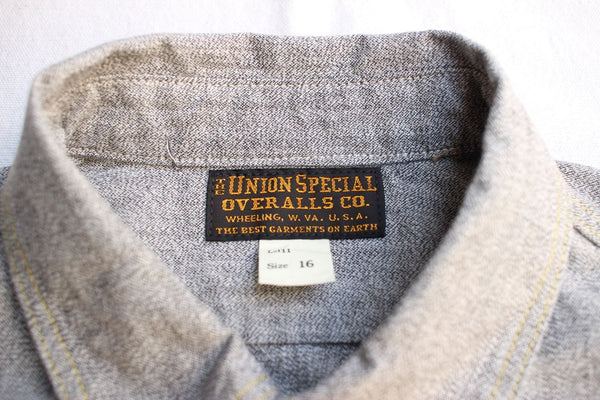 THE UNION SPECIAL
OVERALLS CO.
WHEELING, W. VA. U.S.A.
THE BEST GARMENTS ON EARTH
Size 16